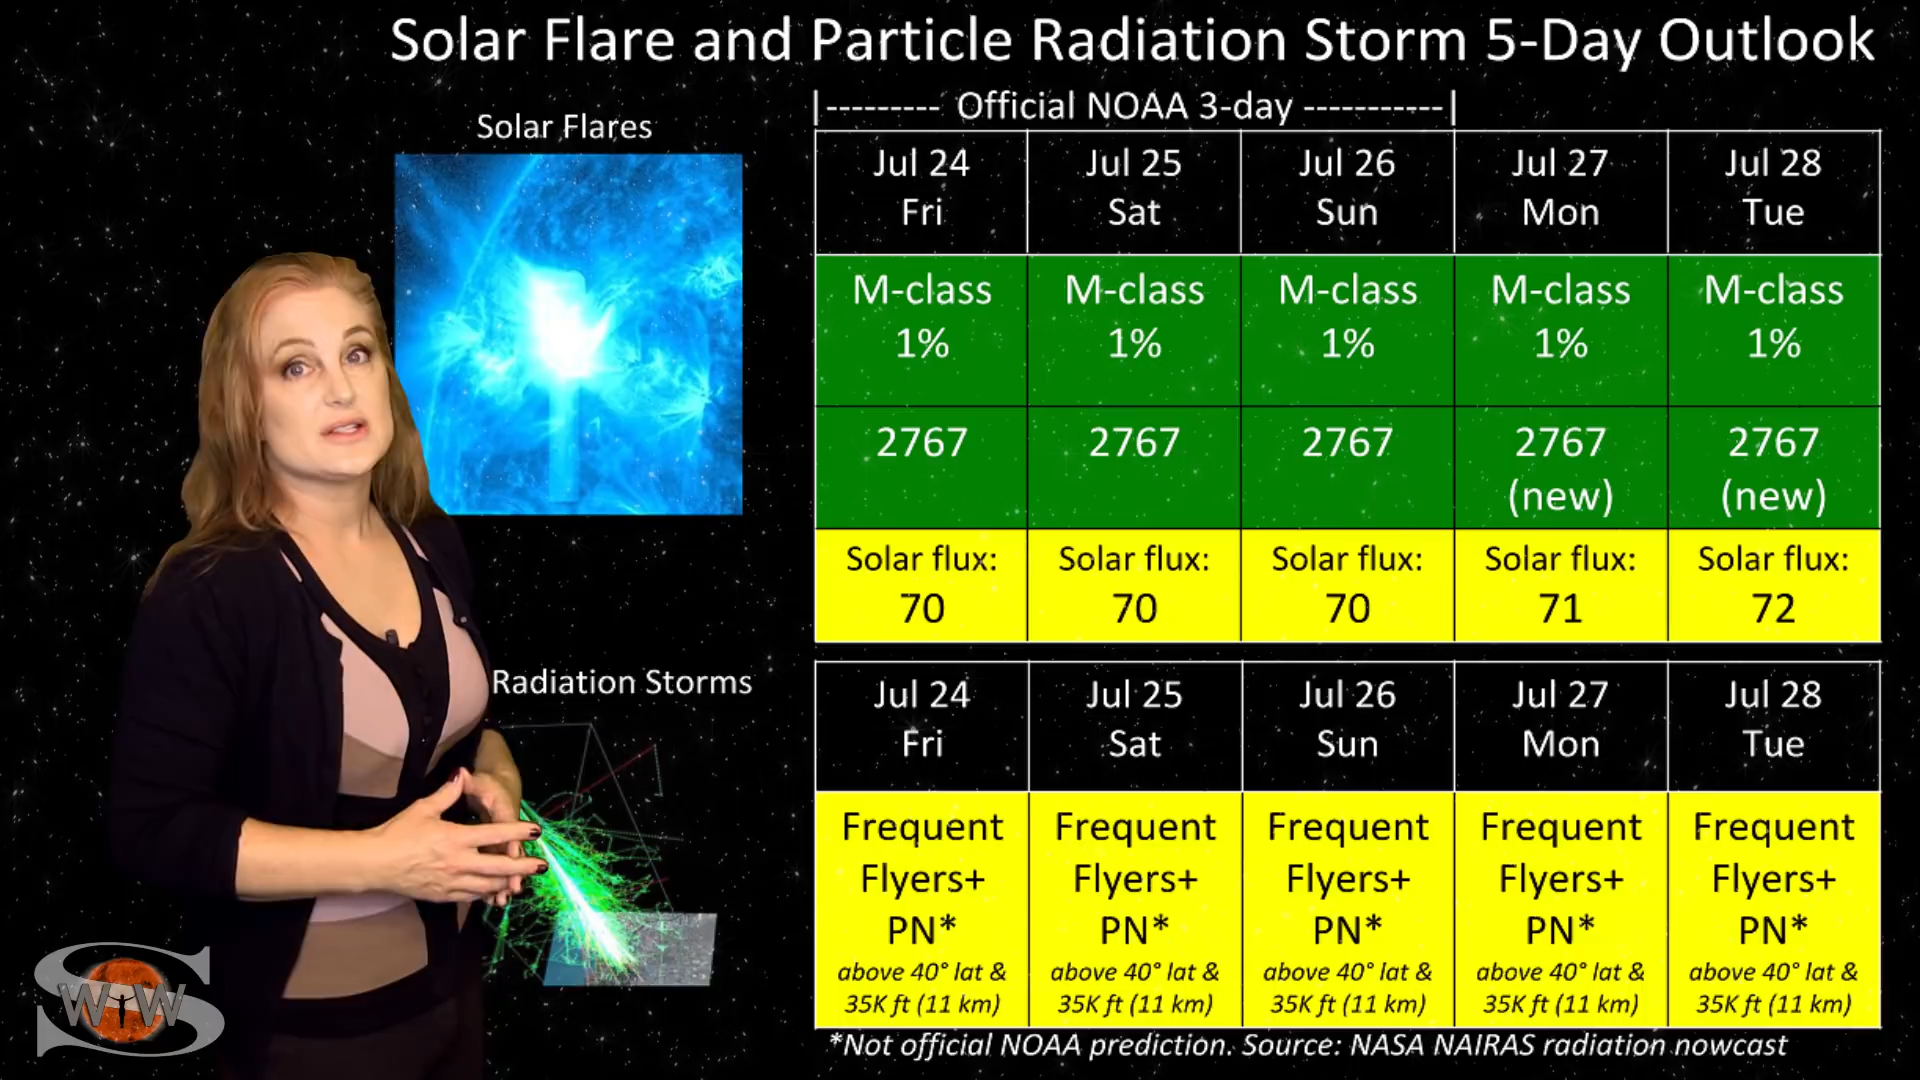 Solar Flare and Particle Radiation Storm 5-Day Outlook
|--------- Official NOAA 3-day -----------|
Solar Flares
Jul 24 Jul 25 Jul 26 Jul 27 Jul 28
Fri Sat Sun Mon Tue
M-class M-class M-class M-class M-class
1% 1% 1% 1% 1%
2767 2767 2767 2767 2767
(new) (new)
Solar flux: Solar flux: Solar flux: Solar flux: Solar flux:
70 70 70 71 72
Radiation Storms
Jul 24 Jul 25 Jul 26 Jul 27 Jul 28
Fri Sat Sun Mon Tue
Frequent Frequent Frequent Frequent Frequent
Flyers+ Flyers+ Flyers+ Flyers+ Flyers+
PN* PN* PN* PN* PN*
above 40° lat & above 40° lat & above 40° lat & above 40° lat & above 40° lat &
35K ft (11 km) 35K ft (11 km) 35K ft (11 km) 35K ft (11 km) 35K ft (11 km)
*Not official NOAA prediction. Source: NASA NAIRAS radiation nowcast
S
WW